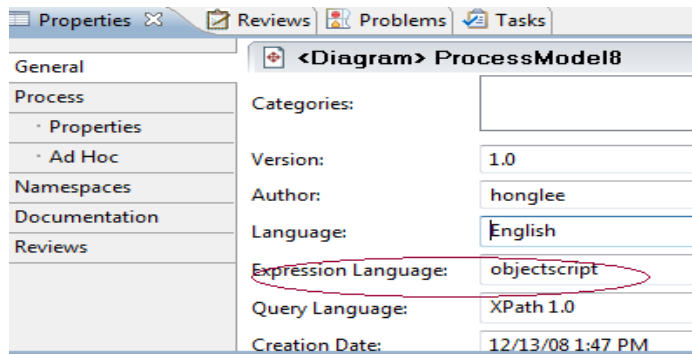 Properties Reviews Problems Tasks
General
Process
· Properties
· Ad Hoc
Namespaces
Documentation
Reviews
<Diagram> ProcessModel8
Categories:
Version: 1.0
Author: honglee
Language: English
Expression Language: objectscript
Query Language: XPath 1.0
Creation Date: 12/13/08 1:47 PM